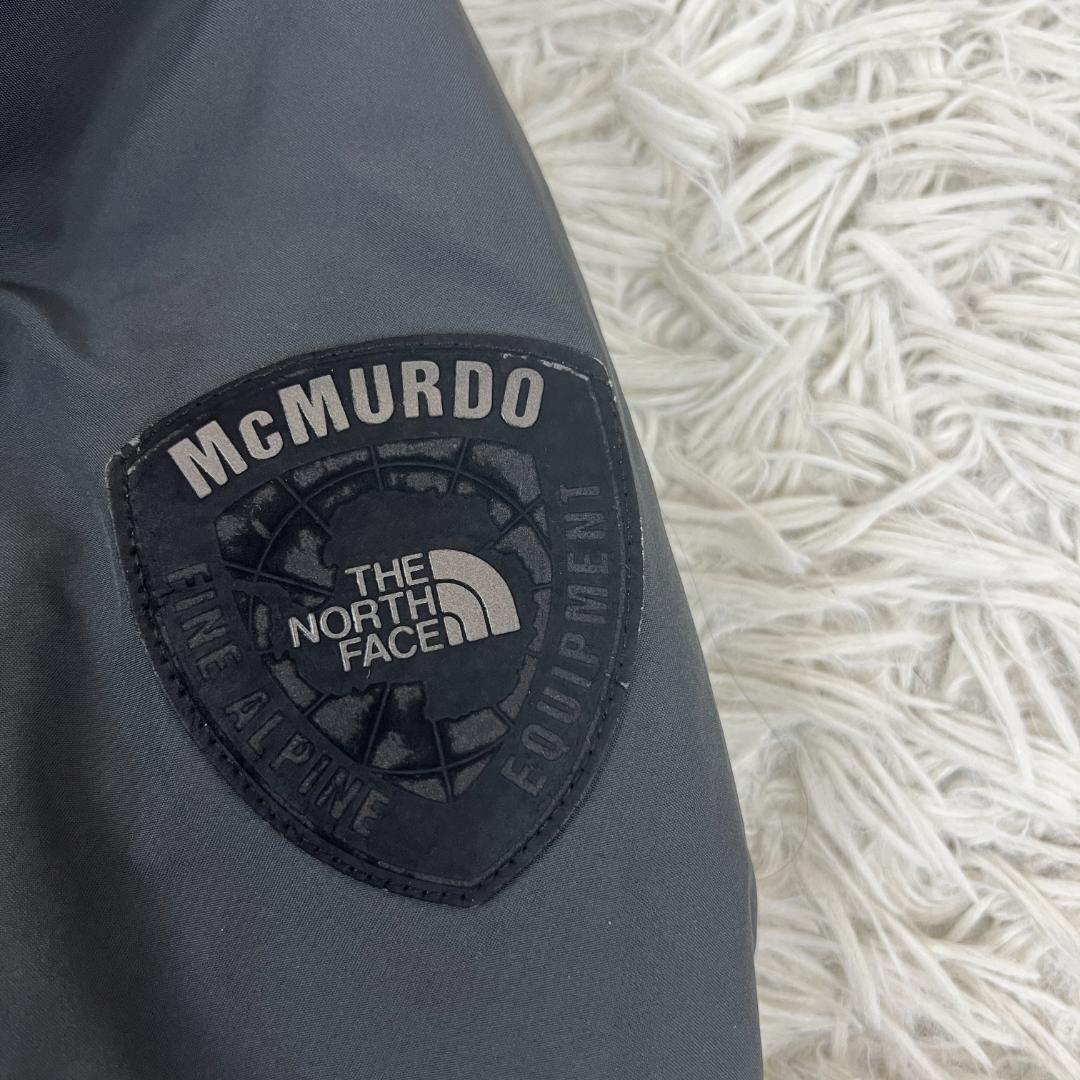 McMURDO
THE
NORTH
FACE
FINE ALPINE
EQUIPMENT